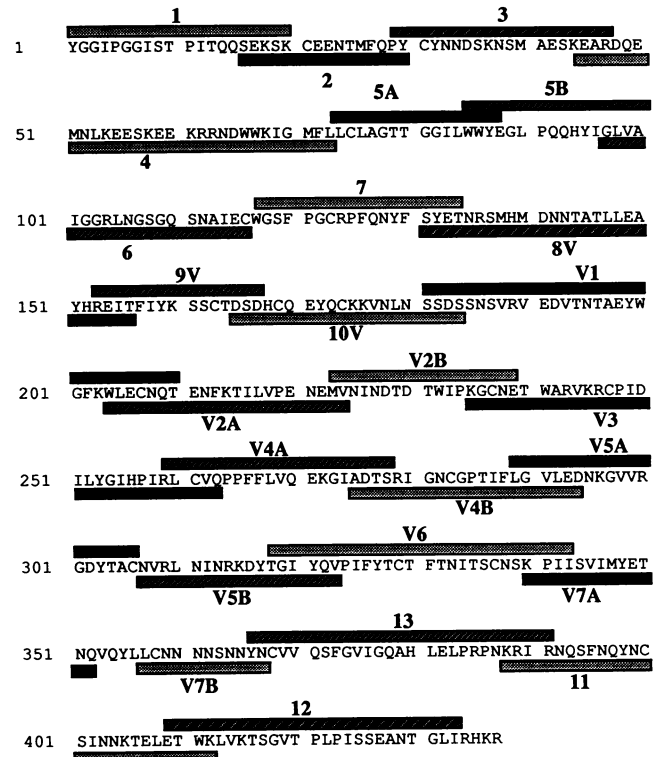 1 3
1 YGGIPGGIST PITQQSEKSK CEENTMFQPY CYNNDSKNSM AESKEARDQE
2
5A 5B
51 MNLKEESKEE KRRNDWWKIG MFLLCLAGTT GGILWWYEGL PQQHYIGLVA
4
7
101 IGGRLNGSGQ SNAIECWGSF PGCRPFQNYF SYETNRSMHM DNNTATLLEA
6 8V
9V V1
151 YHREITFIYK SSCTDSDHCQ EYQCKKVNLN SSDSSNSVRV EDVTNTAEYW
10V
V2B
201 GFKWLECNQT ENFKTILVPE NEMVNINDTD TWIPKGCNET WARVKRCPID
V2A V3
V4A V5A
251 ILYGIHPIRL CVQPPFFLVQ EKGIADTSRI GNCGPTIFLG VLEDNKGVVR
V4B
V6
301 GDYTACNVRL NINRKDYTGI YQVPIFYTCT FTNITSCNSK PIISVIMYET
V5B V7A
13
351 NQVQYLLCNN NNSNNYNCVV QSFGVIGQAH LELPRPNKRI RNQSFNQYNC
V7B 11
12
401 SINNKTELET WKLVKTSGVT PLPISSEANT GLIRHKR